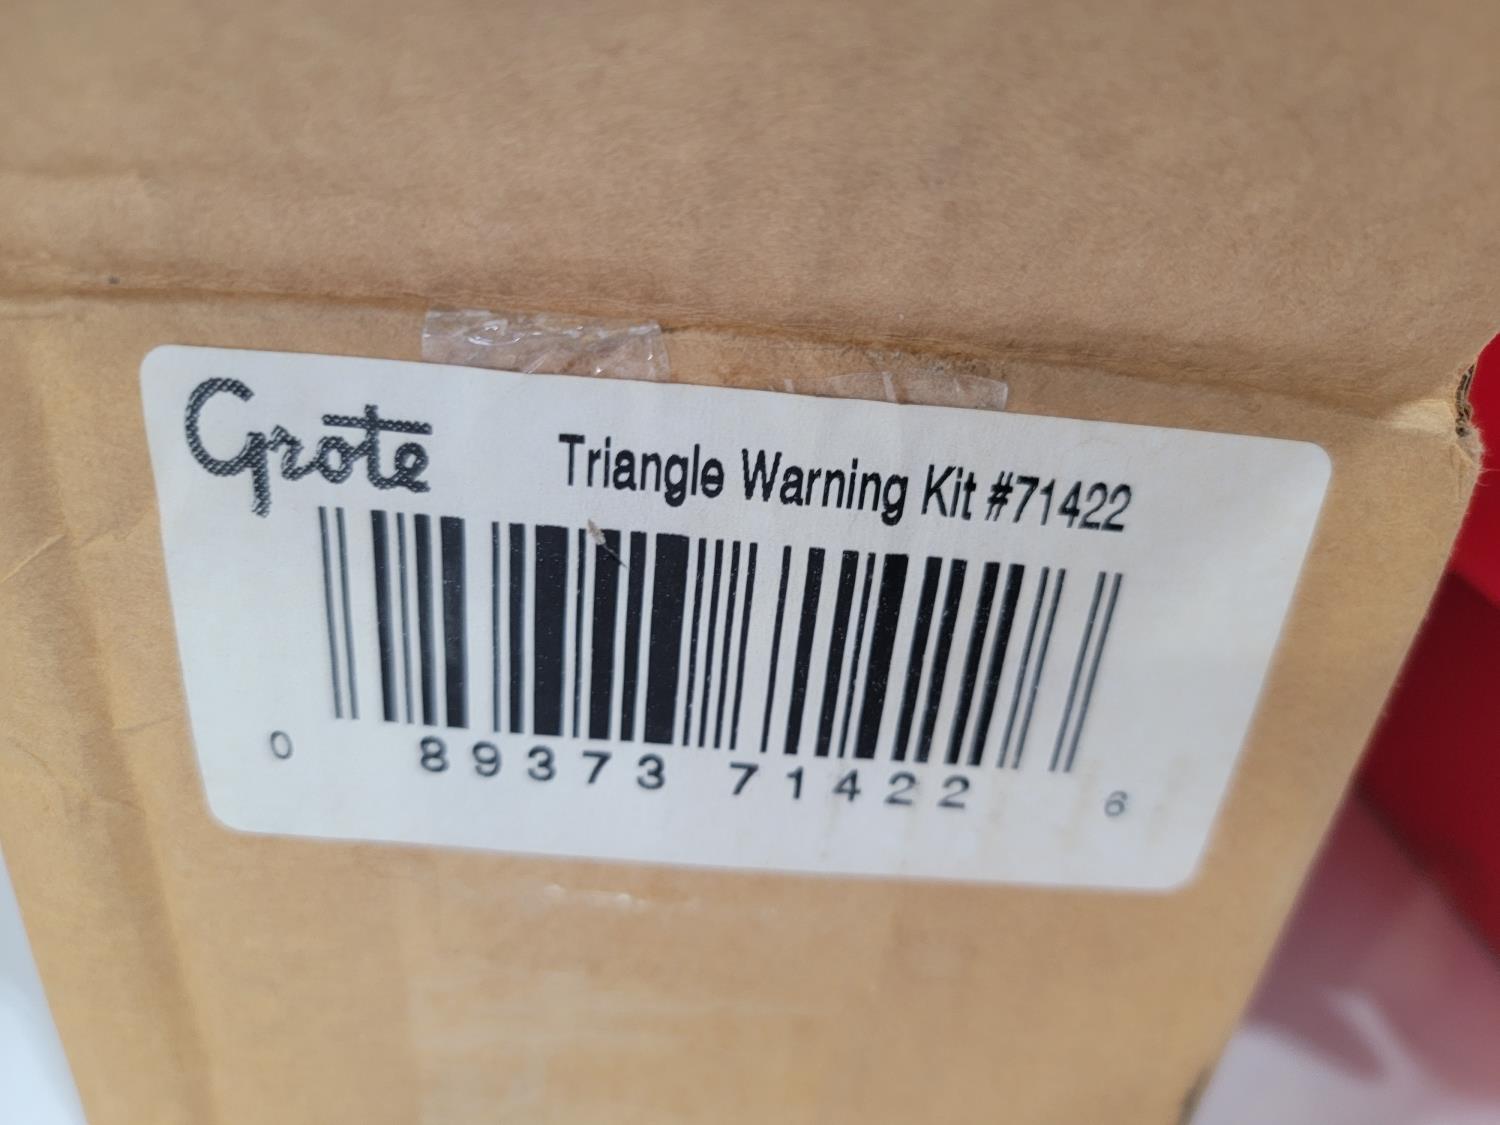 Grote
Triangle Warning Kit #71422
0 89373 71422 6